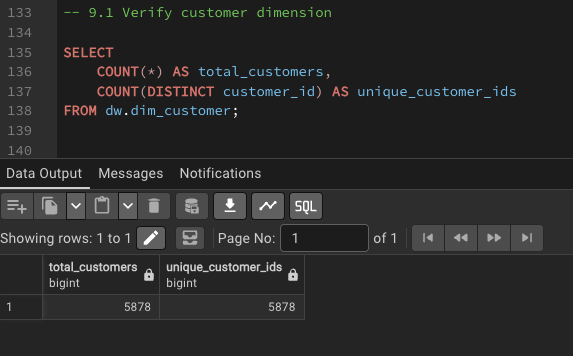 133 -- 9.1 Verify customer dimension
134
135 SELECT
136 COUNT(*) AS total_customers,
137 COUNT(DISTINCT customer_id) AS unique_customer_ids
138 FROM dw.dim_customer;
139
140
Data Output Messages Notifications
SQL
Showing rows: 1 to 1 Page No: 1 of 1
total_customers unique_customer_ids
bigint bigint
1 5878 5878